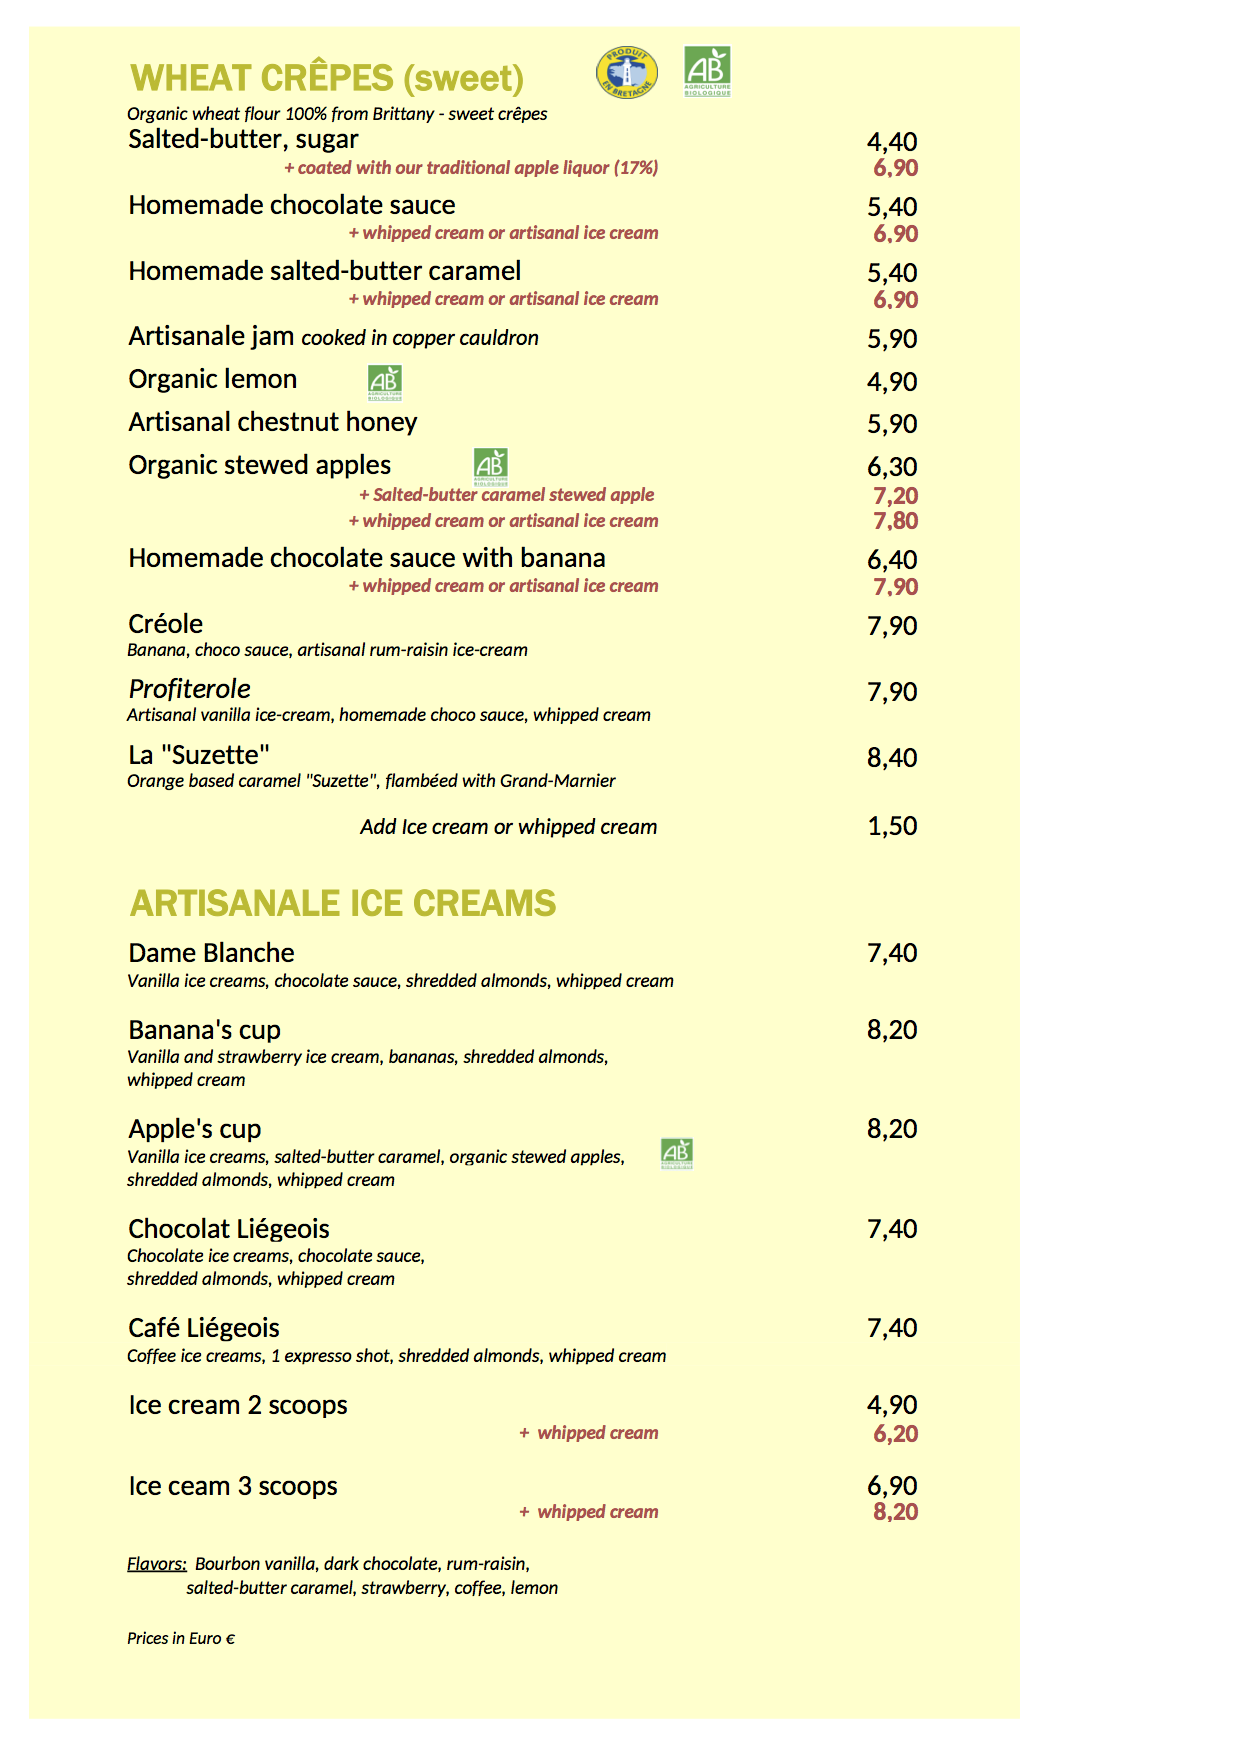 WHEAT CRÊPES (sweet)
PRODUIT EN BRETAGNE
AB AGRICULTURE BIOLOGIQUE
Organic wheat flour 100% from Brittany - sweet crêpes
Salted-butter, sugar 4,40
+ coated with our traditional apple liquor (17%) 6,90
Homemade chocolate sauce 5,40
+ whipped cream or artisanal ice cream 6,90
Homemade salted-butter caramel 5,40
+ whipped cream or artisanal ice cream 6,90
Artisanale jam cooked in copper cauldron 5,90
Organic lemon AB AGRICULTURE BIOLOGIQUE 4,90
Artisanal chestnut honey 5,90
Organic stewed apples AB AGRICULTURE BIOLOGIQUE 6,30
+ Salted-butter caramel stewed apple 7,20
+ whipped cream or artisanal ice cream 7,80
Homemade chocolate sauce with banana 6,40
+ whipped cream or artisanal ice cream 7,90
Créole 7,90
Banana, choco sauce, artisanal rum-raisin ice-cream
Profiterole 7,90
Artisanal vanilla ice-cream, homemade choco sauce, whipped cream
La "Suzette" 8,40
Orange based caramel "Suzette", flambéed with Grand-Marnier
Add Ice cream or whipped cream 1,50
ARTISANALE ICE CREAMS
Dame Blanche 7,40
Vanilla ice creams, chocolate sauce, shredded almonds, whipped cream
Banana's cup 8,20
Vanilla and strawberry ice cream, bananas, shredded almonds,
whipped cream
Apple's cup 8,20
Vanilla ice creams, salted-butter caramel, organic stewed apples, AB AGRICULTURE BIOLOGIQUE
shredded almonds, whipped cream
Chocolat Liégeois 7,40
Chocolate ice creams, chocolate sauce,
shredded almonds, whipped cream
Café Liégeois 7,40
Coffee ice creams, 1 expresso shot, shredded almonds, whipped cream
Ice cream 2 scoops 4,90
+ whipped cream 6,20
Ice ceam 3 scoops 6,90
+ whipped cream 8,20
Flavors: Bourbon vanilla, dark chocolate, rum-raisin,
salted-butter caramel, strawberry, coffee, lemon
Prices in Euro €